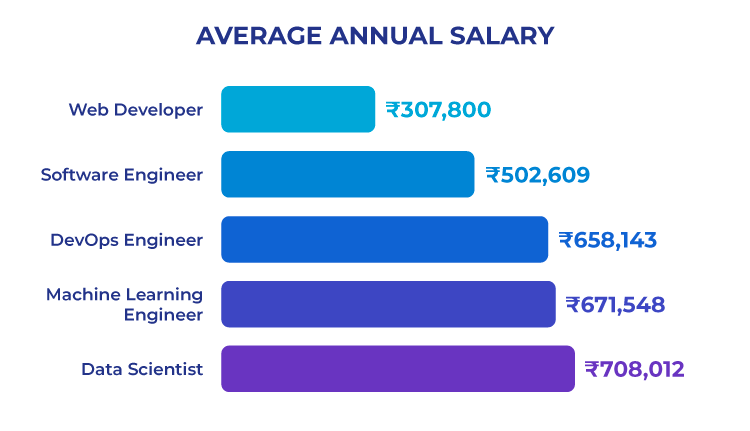 AVERAGE ANNUAL SALARY
Web Developer ₹307,800
Software Engineer ₹502,609
DevOps Engineer ₹658,143
Machine Learning
Engineer ₹671,548
Data Scientist ₹708,012